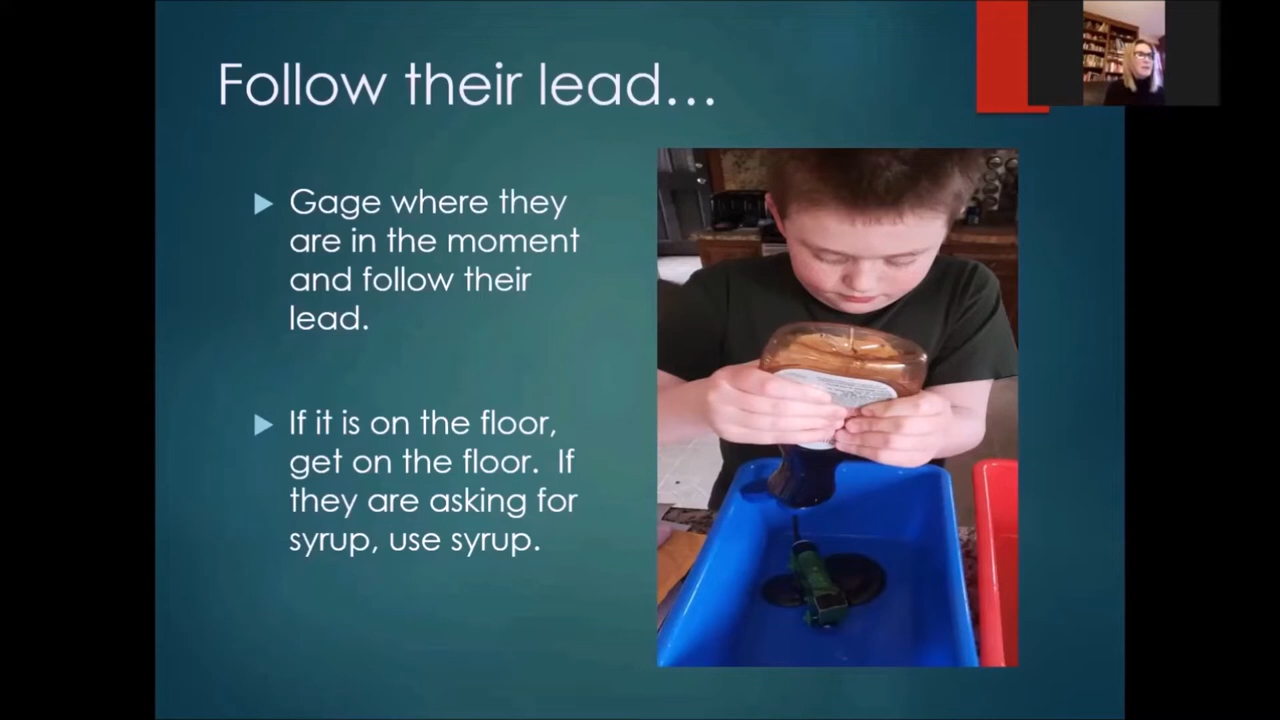 Follow their lead...
Gage where they
are in the moment
and follow their
lead.
If it is on the floor,
get on the floor.  If
they are asking for
syrup, use syrup.